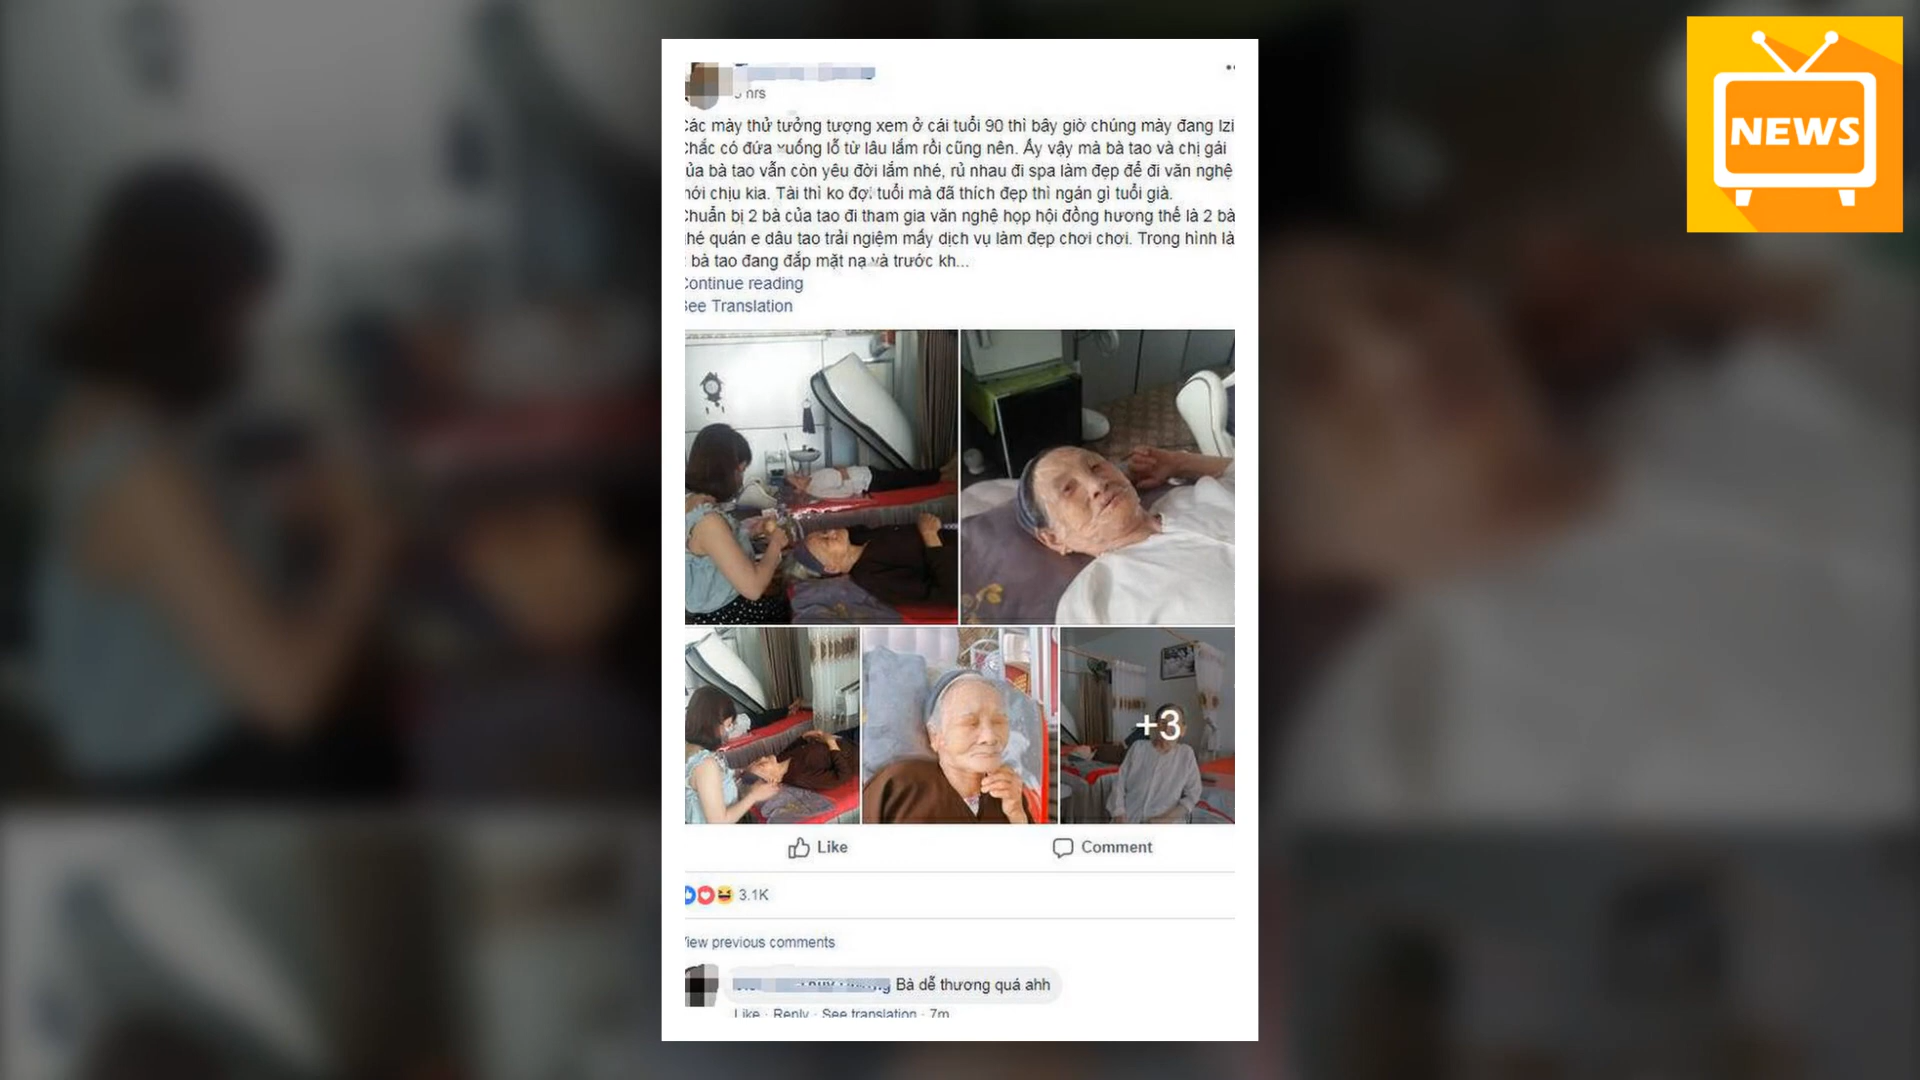 NEWS
hrs
Các mày thử tưởng tượng xem ở cái tuổi 90 thì bây giờ chúng mày đang Izi
Chắc có đứa xuống lỗ từ lâu lắm rồi cũng nên. Ấy vậy mà bà tao và chị gái
ủa bà tao vẫn còn yêu đời lắm nhé, rủ nhau đi spa làm đẹp để đi văn nghệ
mới chịu kia. Tài thì ko đợi tuổi mà đã thích đẹp thì ngán gì tuổi già.
Chuẩn bị 2 bà của tao đi tham gia văn nghệ họp hội đồng hương thế là 2 bà
ghé quán e dâu tao trải ngiệm mấy dịch vụ làm đẹp chơi chơi. Trong hình là
bà tao đang đắp mặt nạ và trước kh...
Continue reading
See Translation
+3
Like Comment
3.1K
View previous comments
Bà dễ thương quá ahh
Like · Reply · See translation · 7m